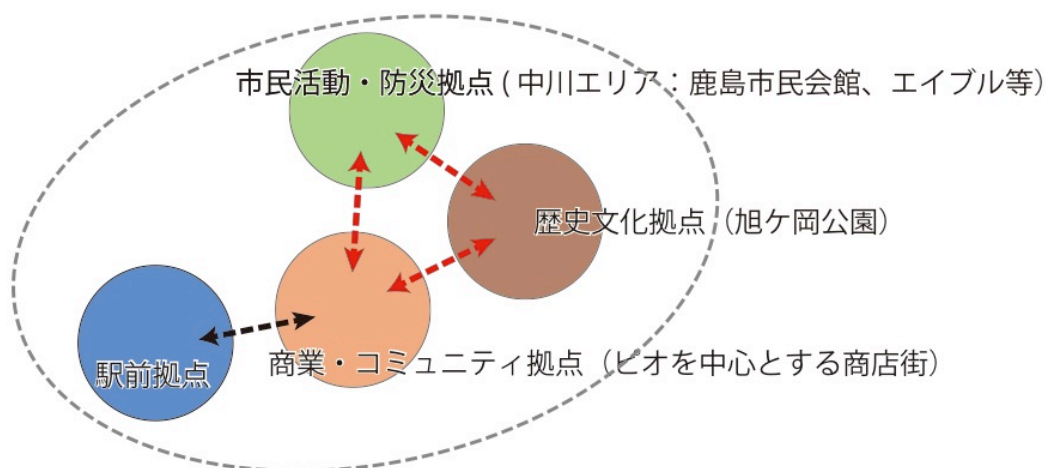 市民活動・防災拠点 ( 中川エリア：鹿島市民会館、エイブル等）
歴史文化拠点（旭ケ岡公園）
商業・コミュニティ拠点（ピオを中心とする商店街）
駅前拠点